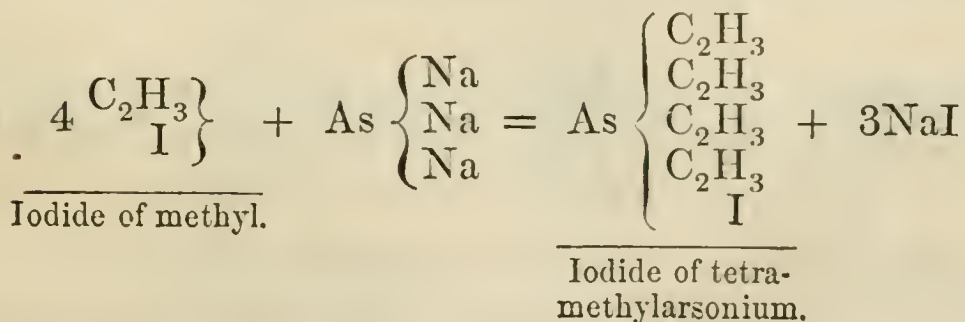 4 C₂H₃ I } + As { Na Na Na = As { C₂H₃ C₂H₃ C₂H₃ C₂H₃ I + 3NaI
Iodide of methyl.
Iodide of tetra-
methylarsonium.